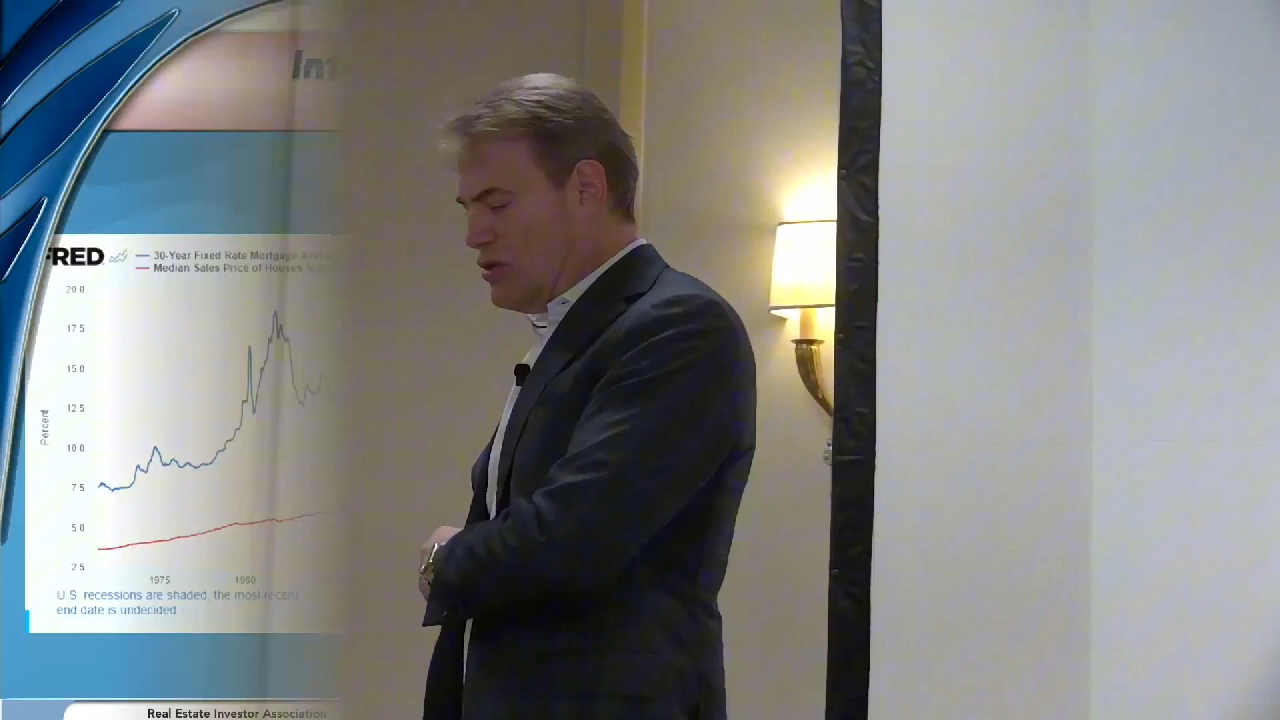 Int
FRED
30-Year Fixed Rate Mortgage
Median Sales Price of Houses
20.0
17.5
15.0
12.5
10.0
7.5
5.0
2.5
Percent
1975
1980
U.S. recessions are shaded, the most recent
end date is undecided
Real Estate Investor Association